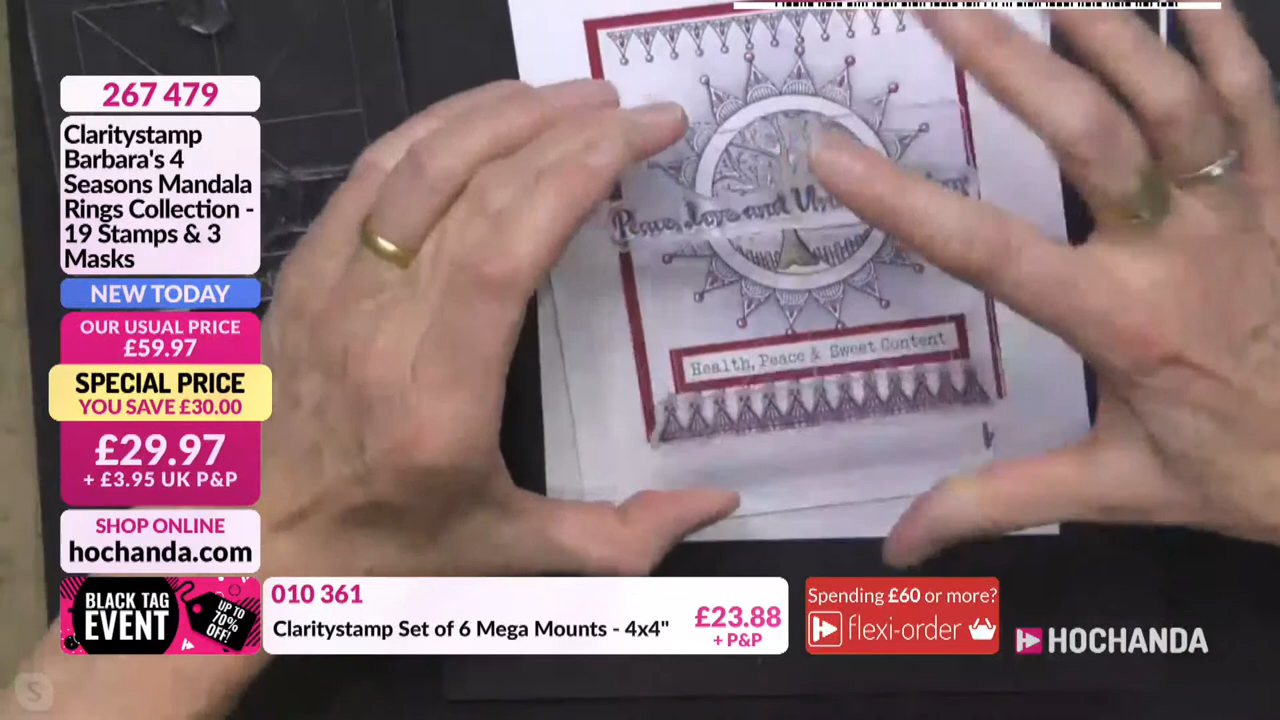 267 479
Claritystamp
Barbara's 4
Seasons Mandala
Rings Collection -
19 Stamps & 3
Masks
NEW TODAY
OUR USUAL PRICE
£59.97
SPECIAL PRICE
YOU SAVE £30.00
£29.97
+ £3.95 UK P&P
SHOP ONLINE
hochanda.com
BLACK TAG
EVENT
UP TO
70%
OFF!
010 361
Claritystamp Set of 6 Mega Mounts - 4x4"
£23.88
+ P&P
Spending £60 or more?
flexi-order
HOCHANDA
Peace, Love and
Health, Peace & Sweet Content
S